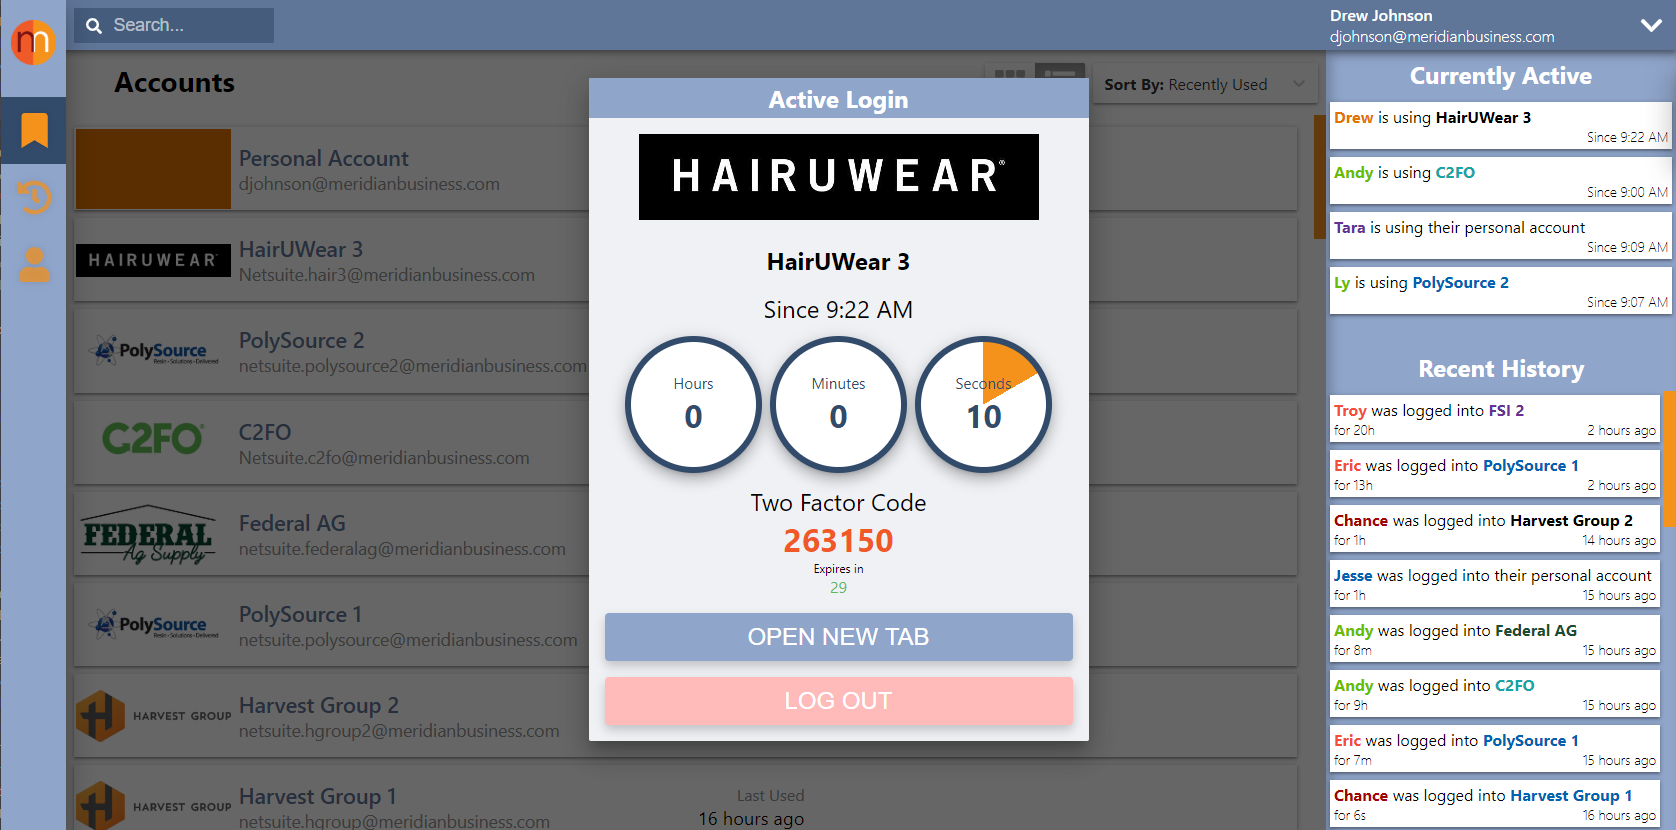 Search...
Drew Johnson
djohnson@meridianbusiness.com
Accounts
Sort By: Recently Used
Personal Account
djohnson@meridianbusiness.com
HAIRUWEAR
HairUWear 3
Netsuite.hair3@meridianbusiness.com
PolySource
Resin • Solutions • Delivered
PolySource 2
netsuite.polysource2@meridianbusiness.com
C2FO
C2FO
Netsuite.c2fo@meridianbusiness.com
FEDERAL
Ag Supply
Federal AG
netsuite.federalag@meridianbusiness.com
PolySource
Resin • Solutions • Delivered
PolySource 1
netsuite.polysource@meridianbusiness.com
HARVEST GROUP
Harvest Group 2
netsuite.hgroup2@meridianbusiness.com
HARVEST GROUP
Harvest Group 1
netsuite.hgroup@meridianbusiness.com
Last Used
16 hours ago
Active Login
HAIRUWEAR®
HairUWear 3
Since 9:22 AM
Hours
0
Minutes
0
Seconds
10
Two Factor Code
263150
Expires in
29
OPEN NEW TAB
LOG OUT
Currently Active
Drew is using HairUWear 3
Since 9:22 AM
Andy is using C2FO
Since 9:00 AM
Tara is using their personal account
Since 9:09 AM
Ly is using PolySource 2
Since 9:07 AM
Recent History
Troy was logged into FSI 2
for 20h 2 hours ago
Eric was logged into PolySource 1
for 13h 2 hours ago
Chance was logged into Harvest Group 2
for 1h 14 hours ago
Jesse was logged into their personal account
for 1h 15 hours ago
Andy was logged into Federal AG
for 8m 15 hours ago
Andy was logged into C2FO
for 9h 15 hours ago
Eric was logged into PolySource 1
for 7m 15 hours ago
Chance was logged into Harvest Group 1
for 6s 16 hours ago